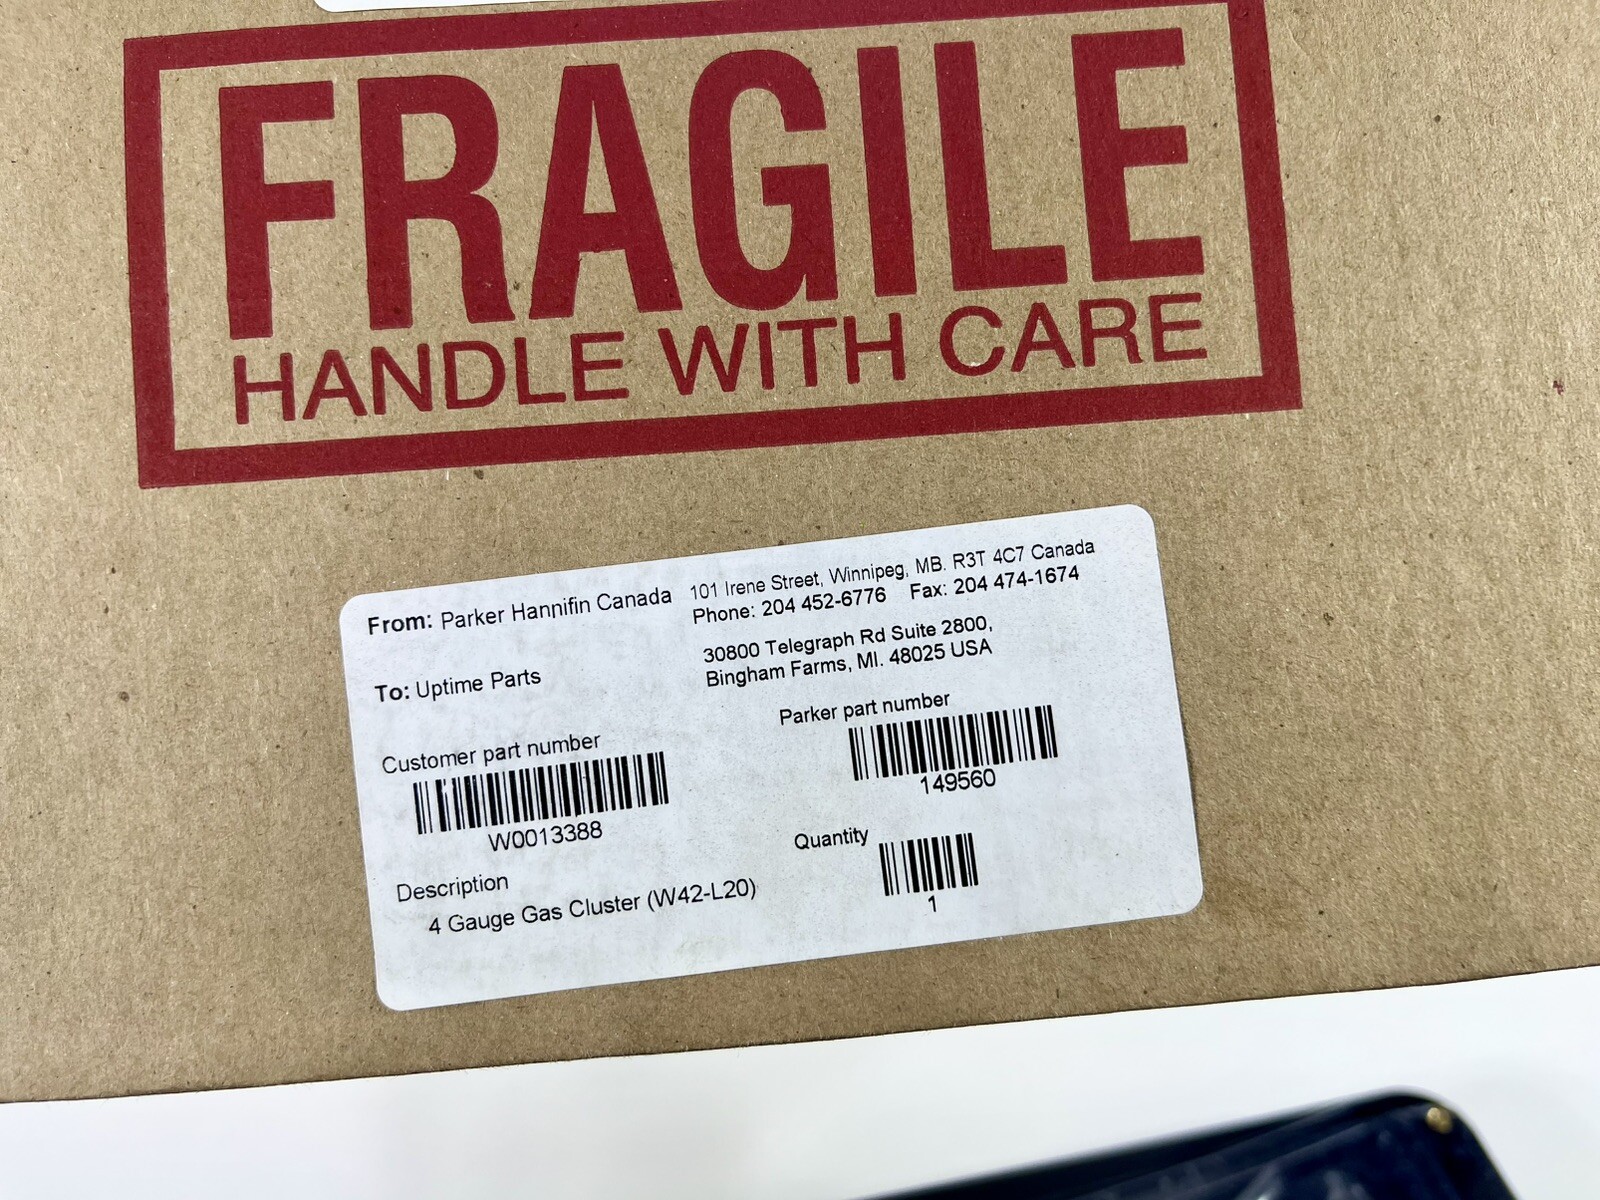 FRAGILE
HANDLE WITH CARE
From: Parker Hannifin Canada
101 Irene Street, Winnipeg, MB. R3T 4C7 Canada
Phone: 204 452-6776 Fax: 204 474-1674
To: Uptime Parts
30800 Telegraph Rd Suite 2800,
Bingham Farms, MI. 48025 USA
Customer part number
W0013388
Parker part number
149560
Description
4 Gauge Gas Cluster (W42-L20)
Quantity
1